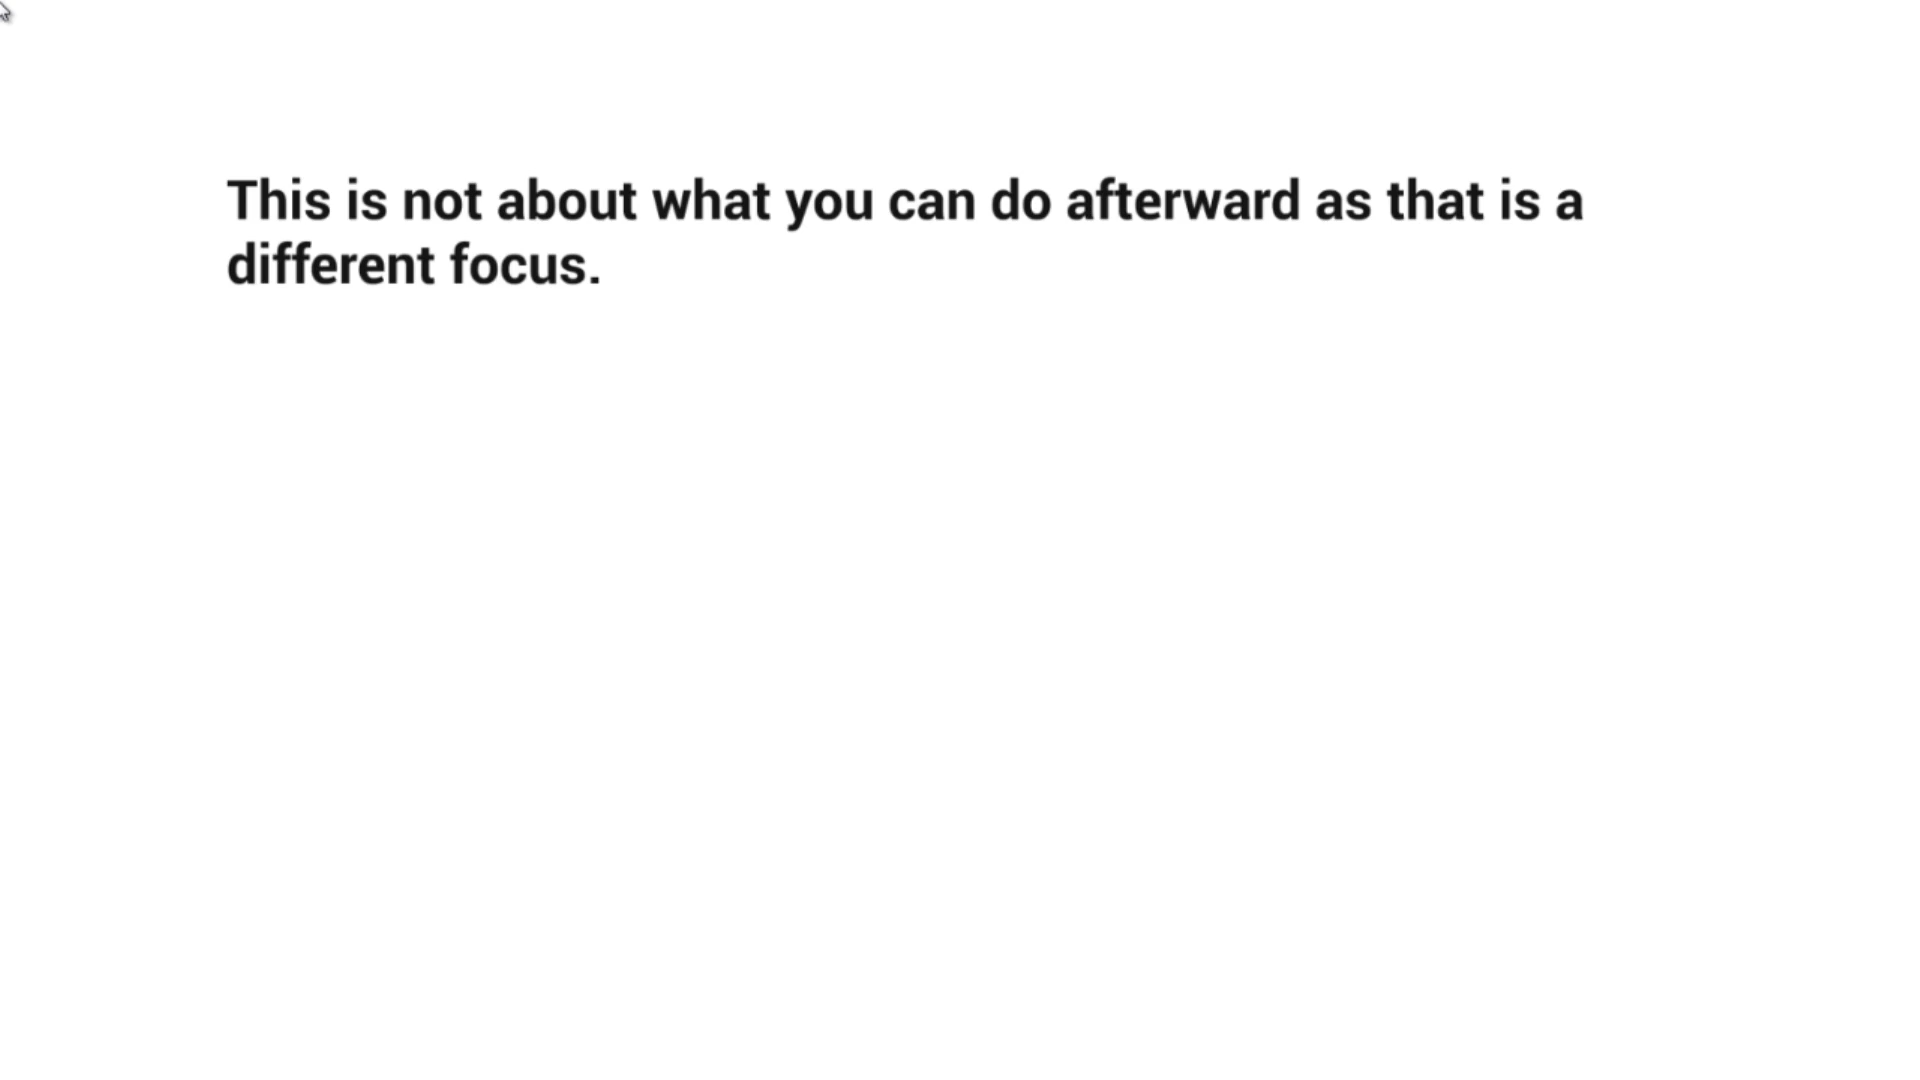 This is not about what you can do afterward as that is a
different focus.